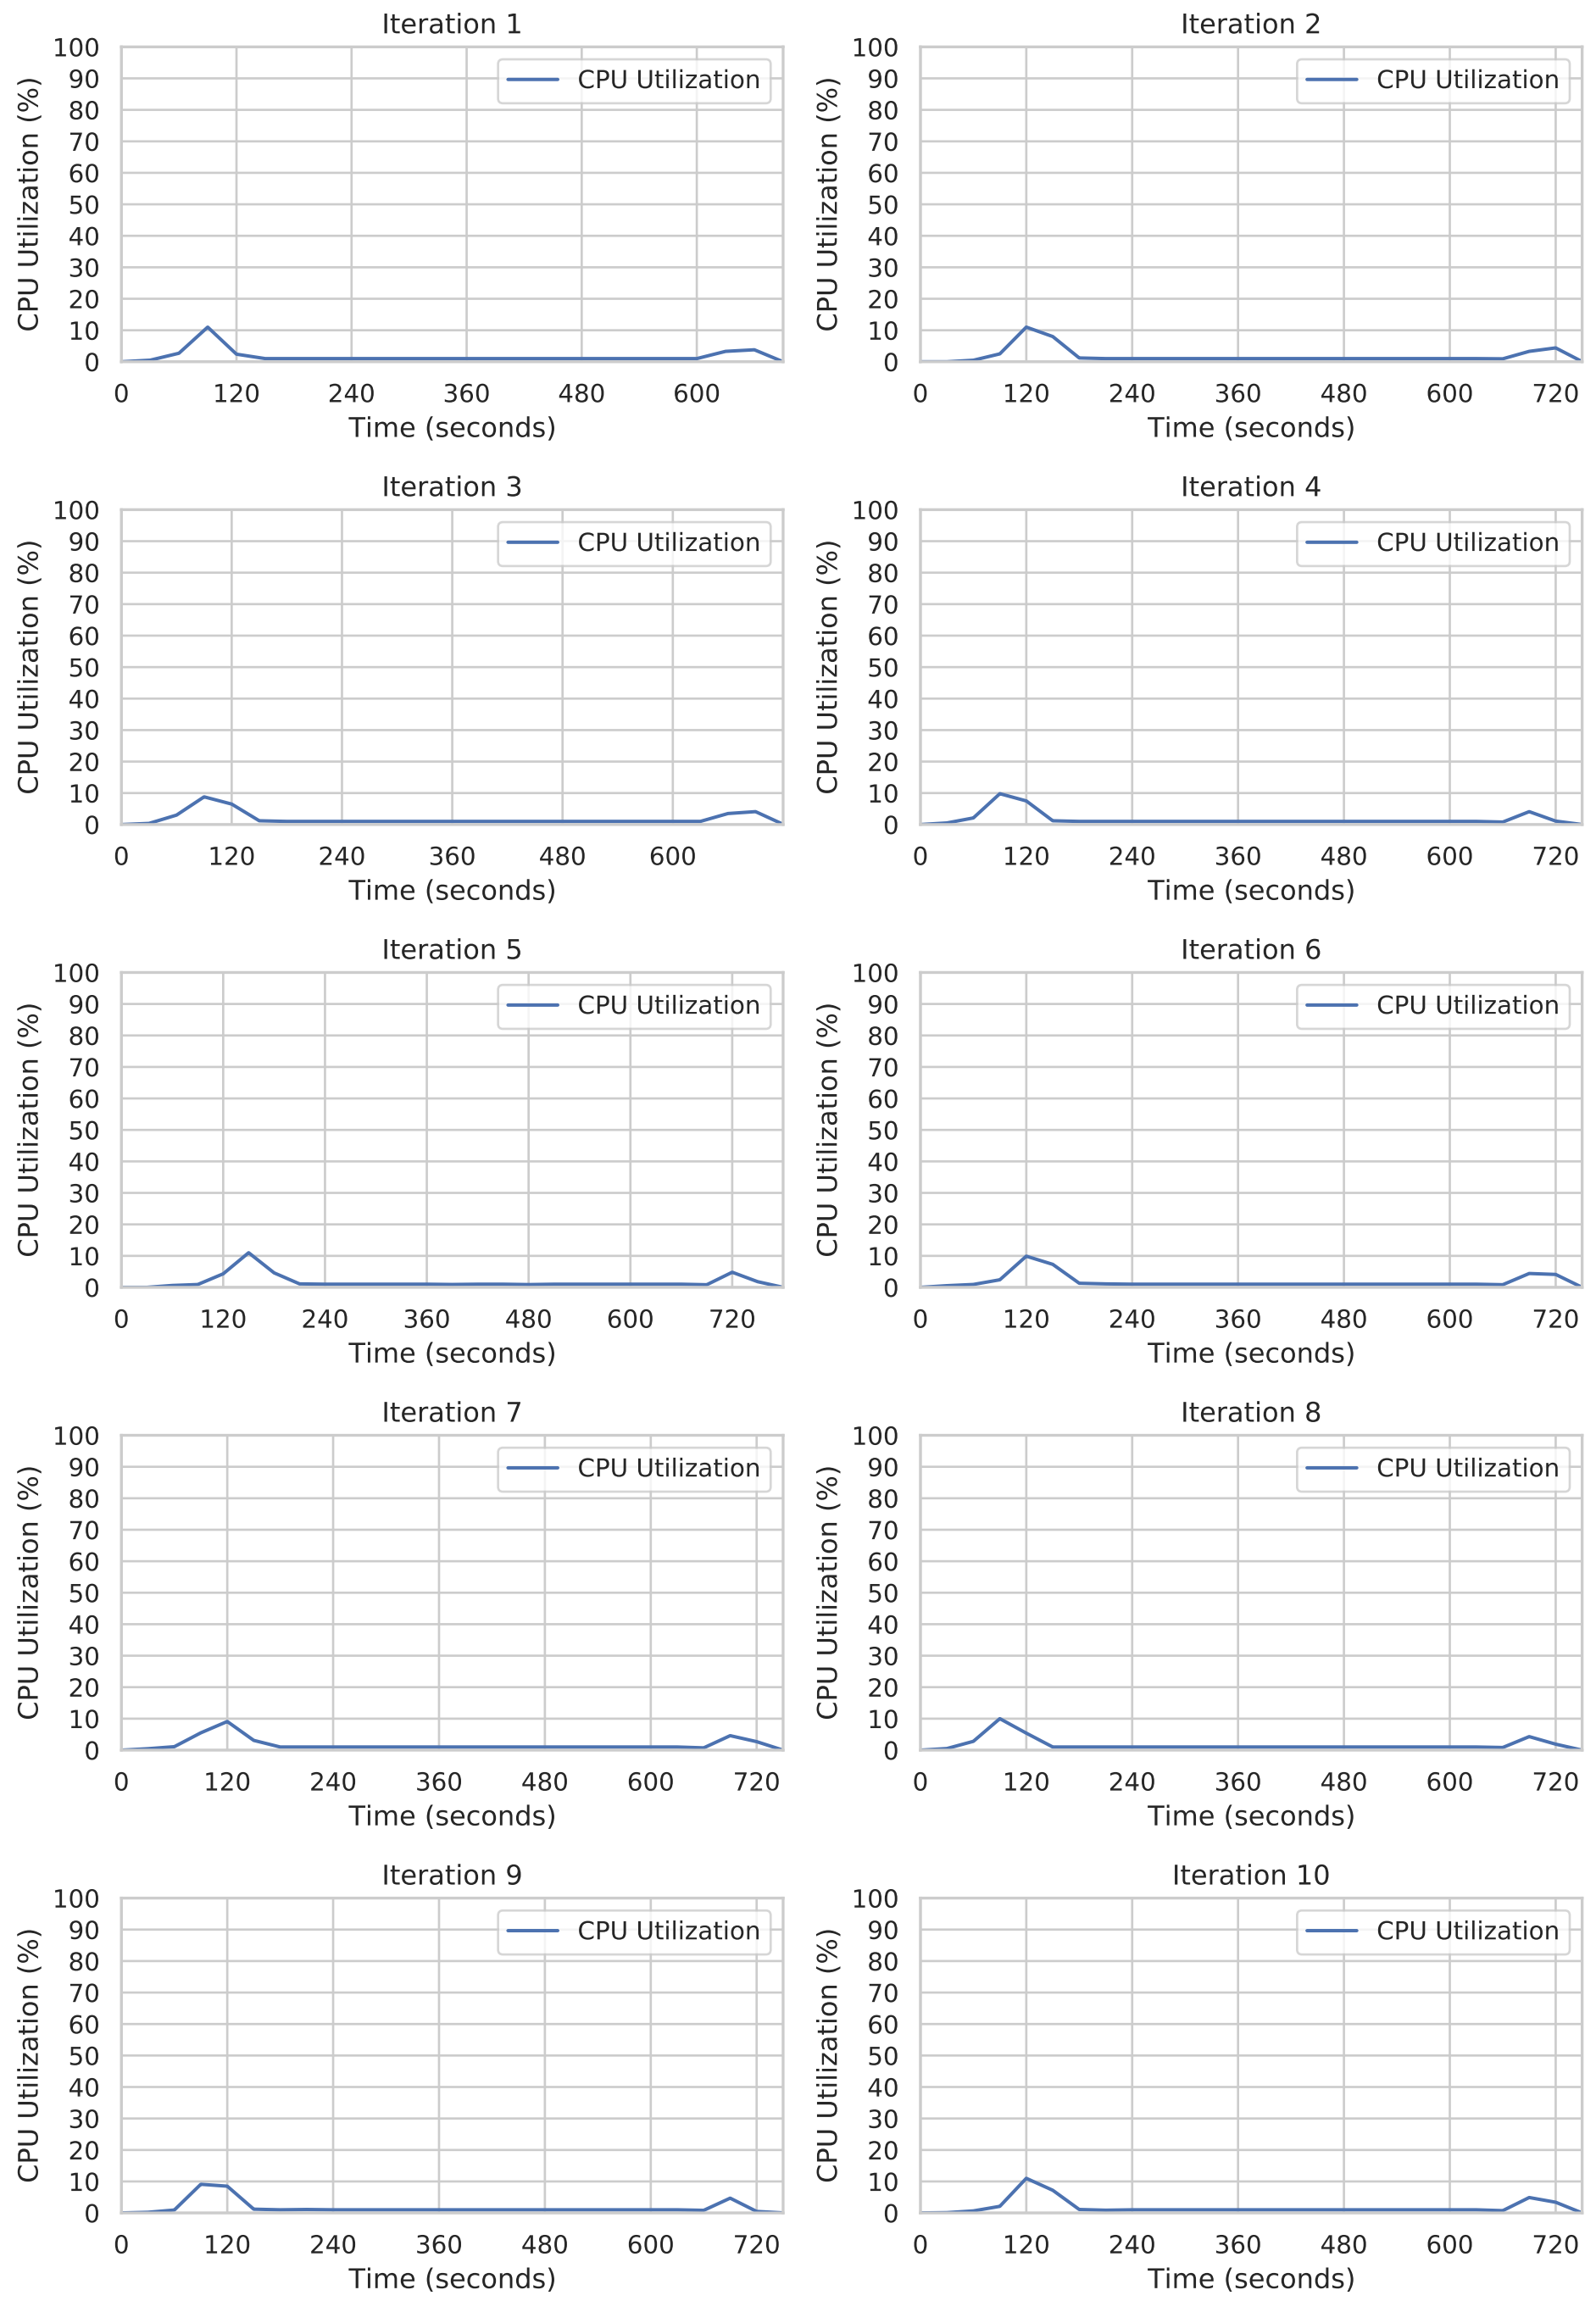 Iteration 1
CPU Utilization (%)
100
90
80
70
60
50
40
30
20
10
0
CPU Utilization
0 120 240 360 480 600
Time (seconds)
Iteration 2
CPU Utilization (%)
100
90
80
70
60
50
40
30
20
10
0
CPU Utilization
0 120 240 360 480 600 720
Time (seconds)
Iteration 3
CPU Utilization (%)
100
90
80
70
60
50
40
30
20
10
0
CPU Utilization
0 120 240 360 480 600
Time (seconds)
Iteration 4
CPU Utilization (%)
100
90
80
70
60
50
40
30
20
10
0
CPU Utilization
0 120 240 360 480 600 720
Time (seconds)
Iteration 5
CPU Utilization (%)
100
90
80
70
60
50
40
30
20
10
0
CPU Utilization
0 120 240 360 480 600 720
Time (seconds)
Iteration 6
CPU Utilization (%)
100
90
80
70
60
50
40
30
20
10
0
CPU Utilization
0 120 240 360 480 600 720
Time (seconds)
Iteration 7
CPU Utilization (%)
100
90
80
70
60
50
40
30
20
10
0
CPU Utilization
0 120 240 360 480 600 720
Time (seconds)
Iteration 8
CPU Utilization (%)
100
90
80
70
60
50
40
30
20
10
0
CPU Utilization
0 120 240 360 480 600 720
Time (seconds)
Iteration 9
CPU Utilization (%)
100
90
80
70
60
50
40
30
20
10
0
CPU Utilization
0 120 240 360 480 600 720
Time (seconds)
Iteration 10
CPU Utilization (%)
100
90
80
70
60
50
40
30
20
10
0
CPU Utilization
0 120 240 360 480 600 720
Time (seconds)